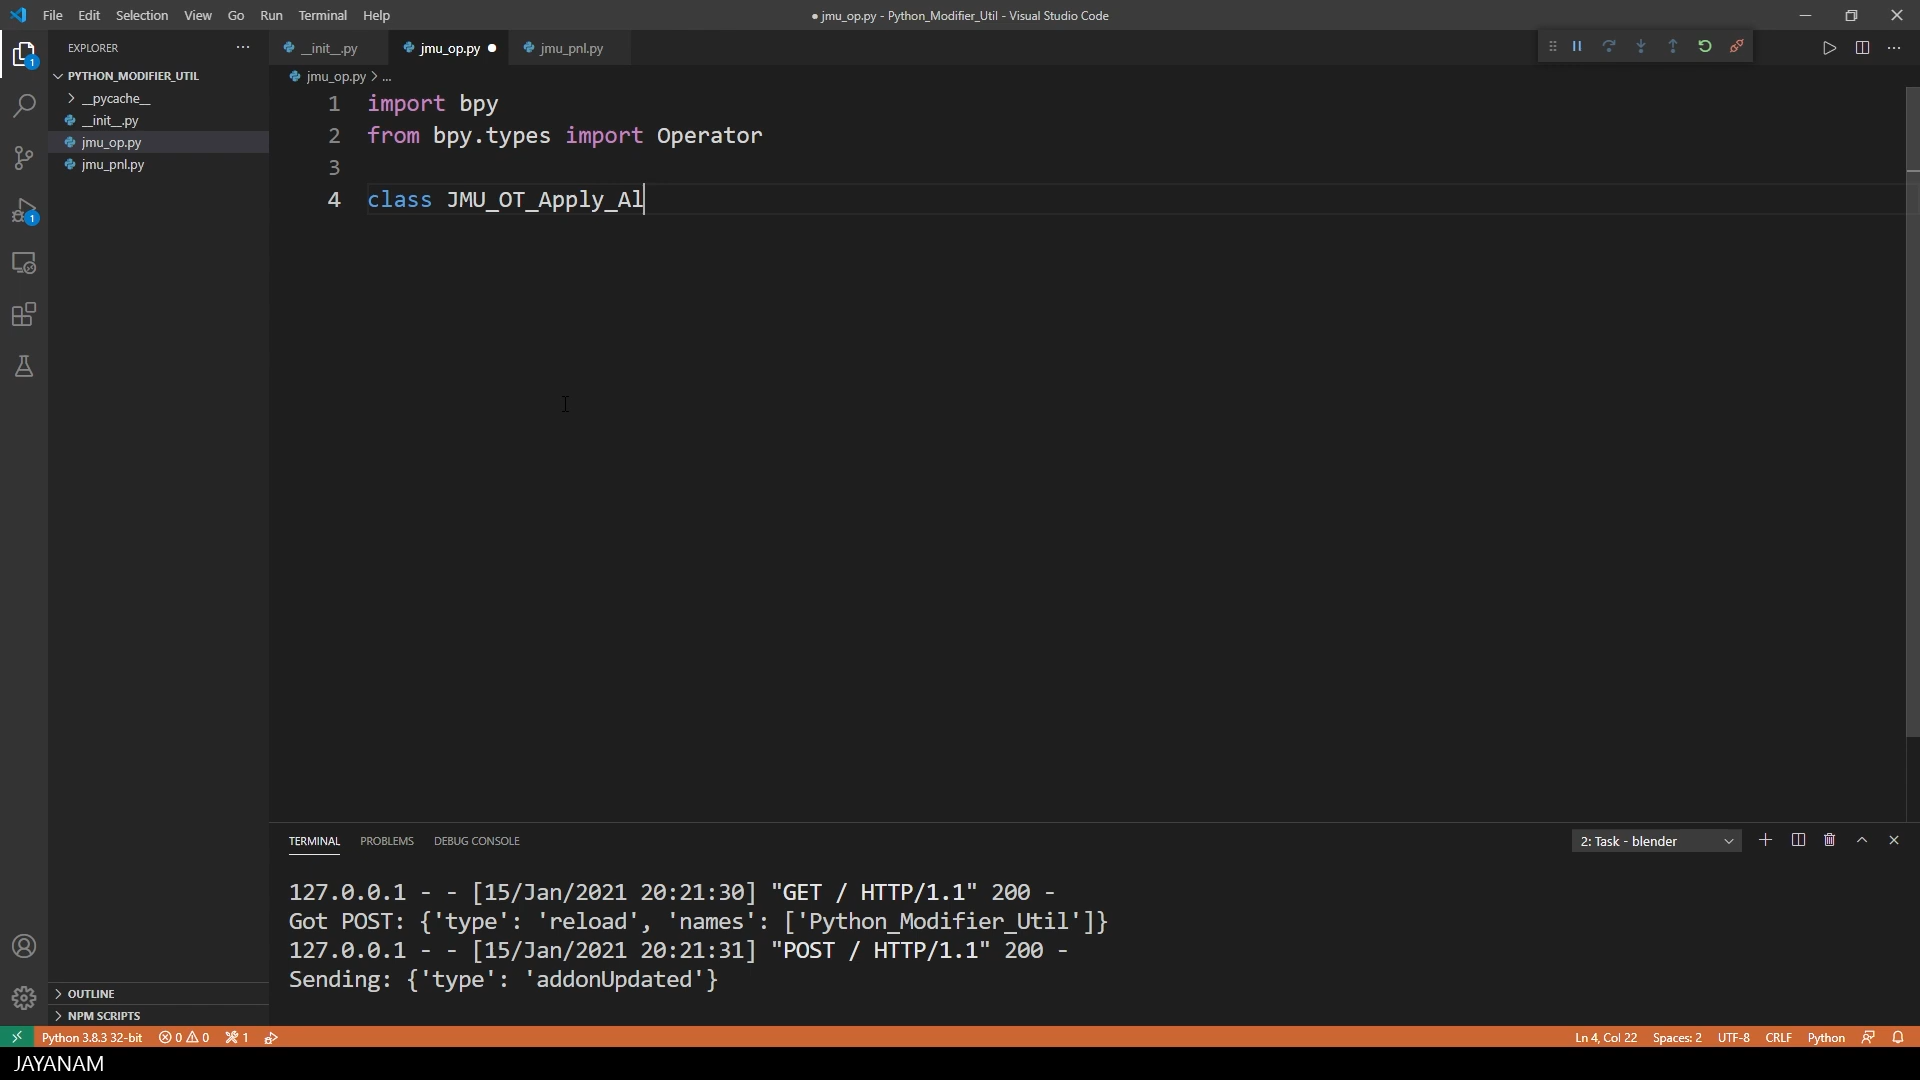 File Edit Selection View Go Run Terminal Help
● jmu_op.py - Python_Modifier_Util - Visual Studio Code
EXPLORER
__init__.py
jmu_op.py
jmu_pnl.py
1
PYTHON_MODIFIER_UTIL
__pycache__
__init__.py
jmu_op.py
jmu_pnl.py
1
jmu_op.py > ...
1 import bpy
2 from bpy.types import Operator
3
4 class JMU_OT_Apply_Al
TERMINAL PROBLEMS DEBUG CONSOLE
2: Task - blender
127.0.0.1 - - [15/Jan/2021 20:21:30] "GET / HTTP/1.1" 200 -
Got POST: {'type': 'reload', 'names': ['Python_Modifier_Util']}
127.0.0.1 - - [15/Jan/2021 20:21:31] "POST / HTTP/1.1" 200 -
Sending: {'type': 'addonUpdated'}
OUTLINE
NPM SCRIPTS
Python 3.8.3 32-bit 0 0 1
Ln 4, Col 22 Spaces: 2 UTF-8 CRLF Python
JAYANAM